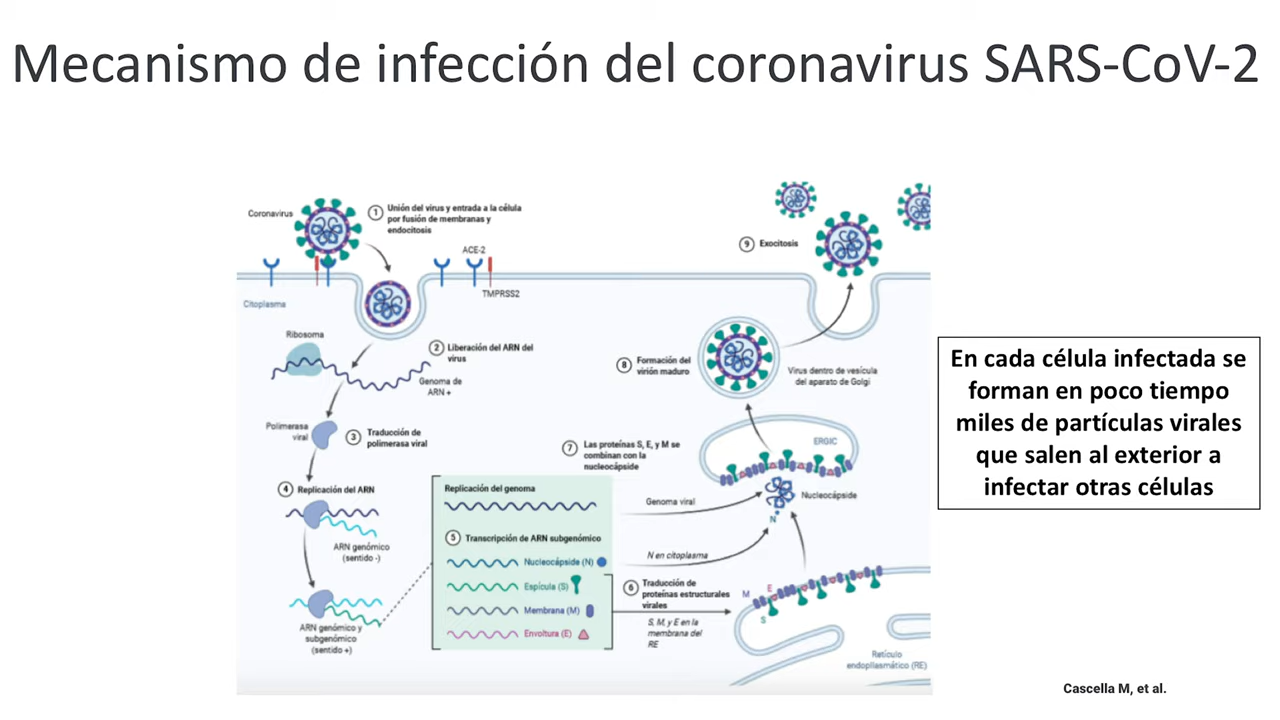 Mecanismo de infección del coronavirus SARS-CoV-2
Coronavirus
1
Unión del virus y entrada a la célula
por fusión de membranas y
endocitosis
ACE-2
TMPRSS2
Citoplasma
Ribosoma
2
Liberación del ARN del
virus
Genoma de
ARN +
Polimerasa
viral
3
Traducción de
polimerasa viral
4
Replicación del ARN
ARN genómico
(sentido -)
ARN genómico y
subgenómico
(sentido +)
Replicación del genoma
5
Transcripción de ARN subgenómico
Nucleocápside (N)
Espícula (S)
Membrana (M)
Envoltura (E)
6
Traducción de
proteínas estructurales
virales
S, M, y E en la
membrana del
RE
Genoma viral
N en citoplasma
7
Las proteínas S, E, y M se
combinan con la
nucleocápside
ERGIC
Nucleocápside
N
M
E
S
Retículo
endoplasmático (RE)
8
Formación del
virión maduro
Virus dentro de vesícula
del aparato de Golgi
9
Exocitosis
En cada célula infectada se
forman en poco tiempo
miles de partículas virales
que salen al exterior a
infectar otras células
Cascella M, et al.